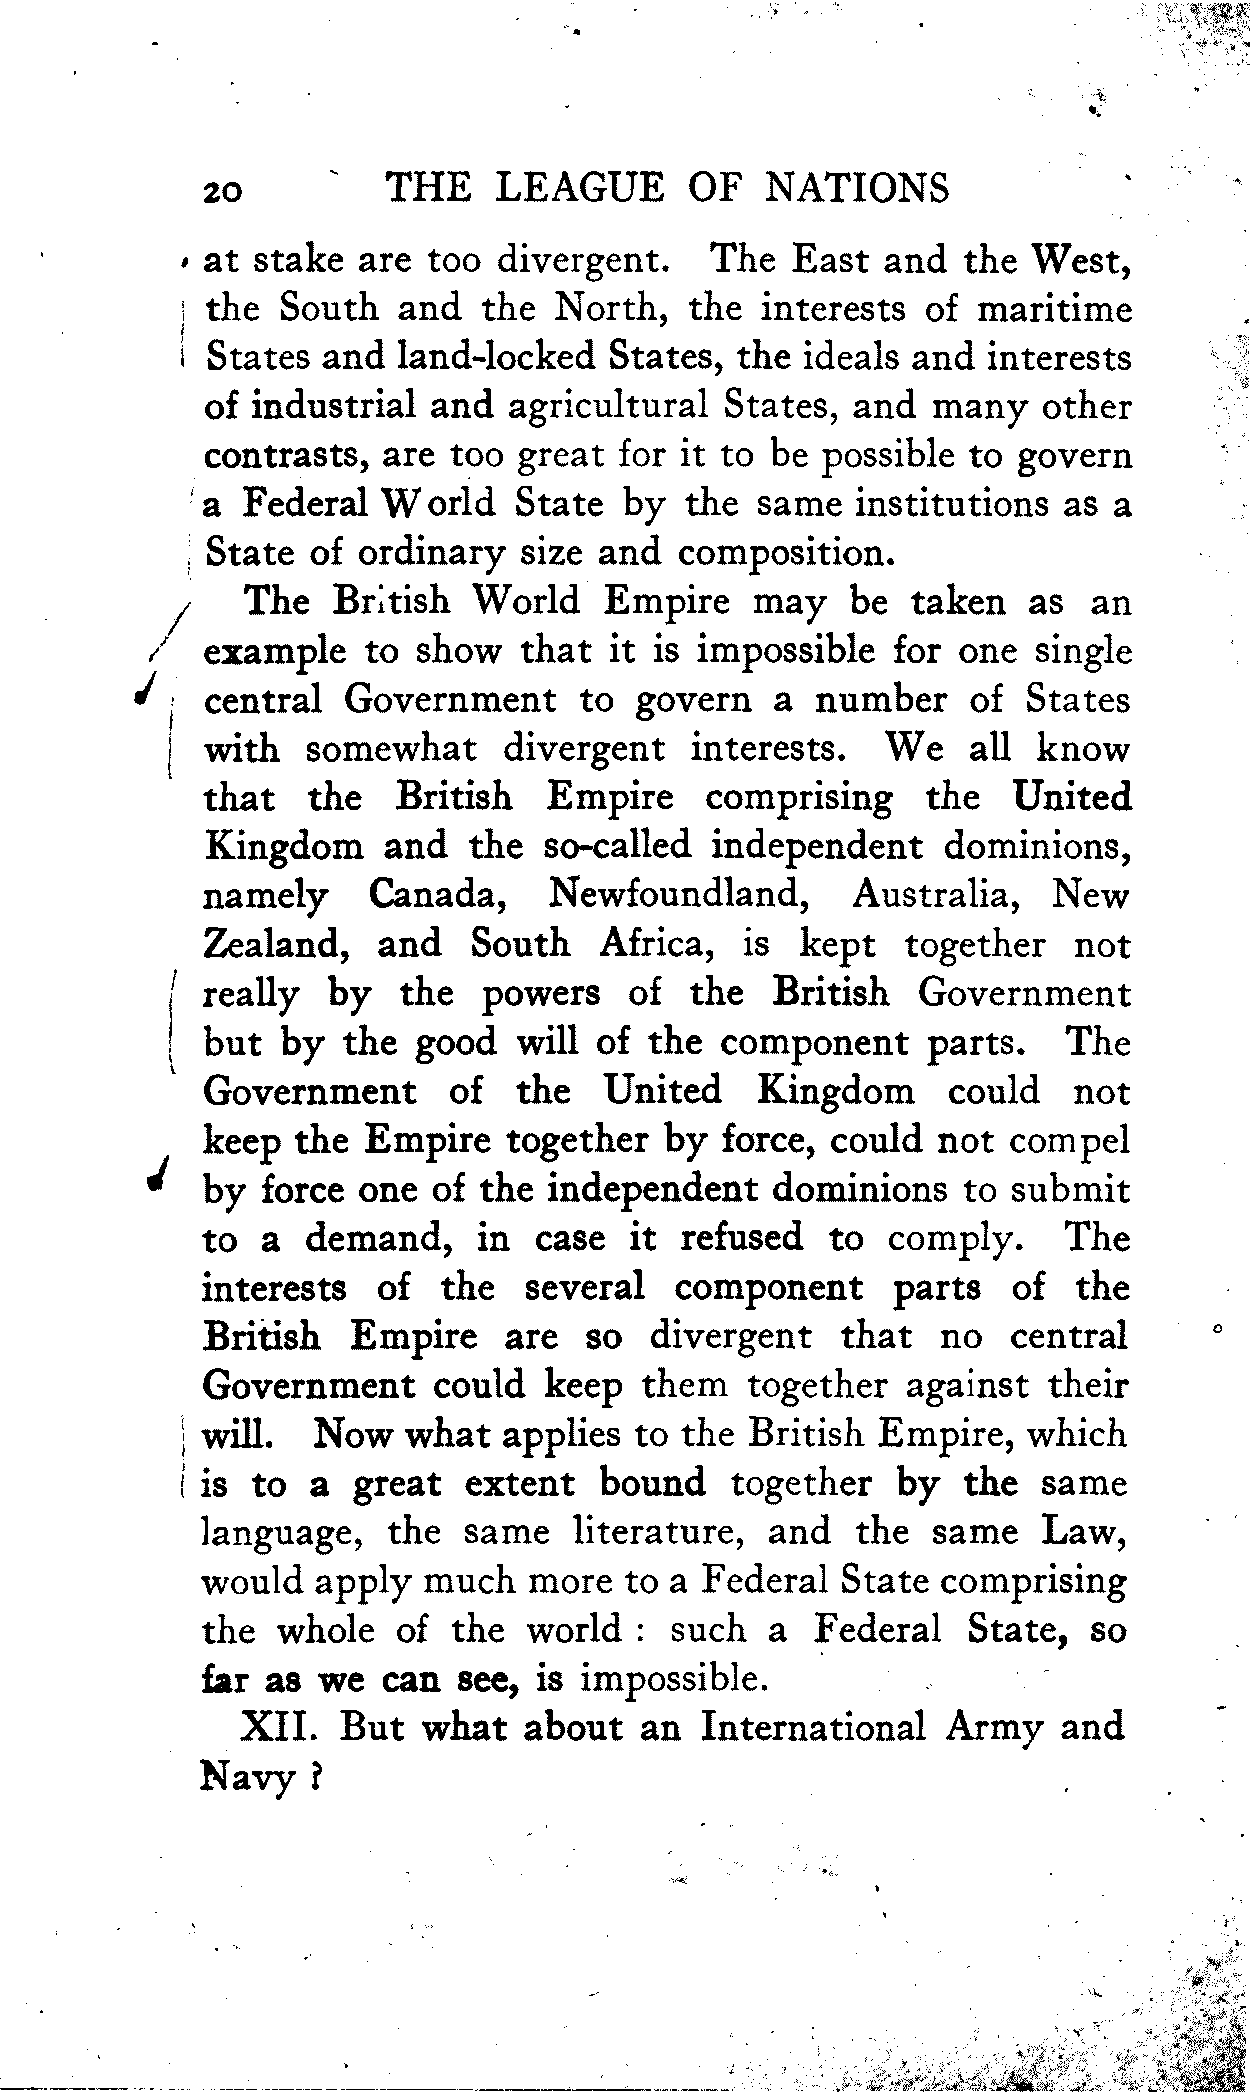 20 THE LEAGUE OF NATIONS
at stake are too divergent. The East and the West,
the South and the North, the interests of maritime
States and land-locked States, the ideals and interests
of industrial and agricultural States, and many other
contrasts, are too great for it to be possible to govern
a Federal World State by the same institutions as a
State of ordinary size and composition.
The British World Empire may be taken as an
example to show that it is impossible for one single
central Government to govern a number of States
with somewhat divergent interests. We all know
that the British Empire comprising the United
Kingdom and the so-called independent dominions,
namely Canada, Newfoundland, Australia, New
Zealand, and South Africa, is kept together not
really by the powers of the British Government
but by the good will of the component parts. The
Government of the United Kingdom could not
keep the Empire together by force, could not compel
by force one of the independent dominions to submit
to a demand, in case it refused to comply. The
interests of the several component parts of the
British Empire are so divergent that no central
Government could keep them together against their
will. Now what applies to the British Empire, which
is to a great extent bound together by the same
language, the same literature, and the same Law,
would apply much more to a Federal State comprising
the whole of the world : such a Federal State, so
far as we can see, is impossible.
XII. But what about an International Army and
Navy ?